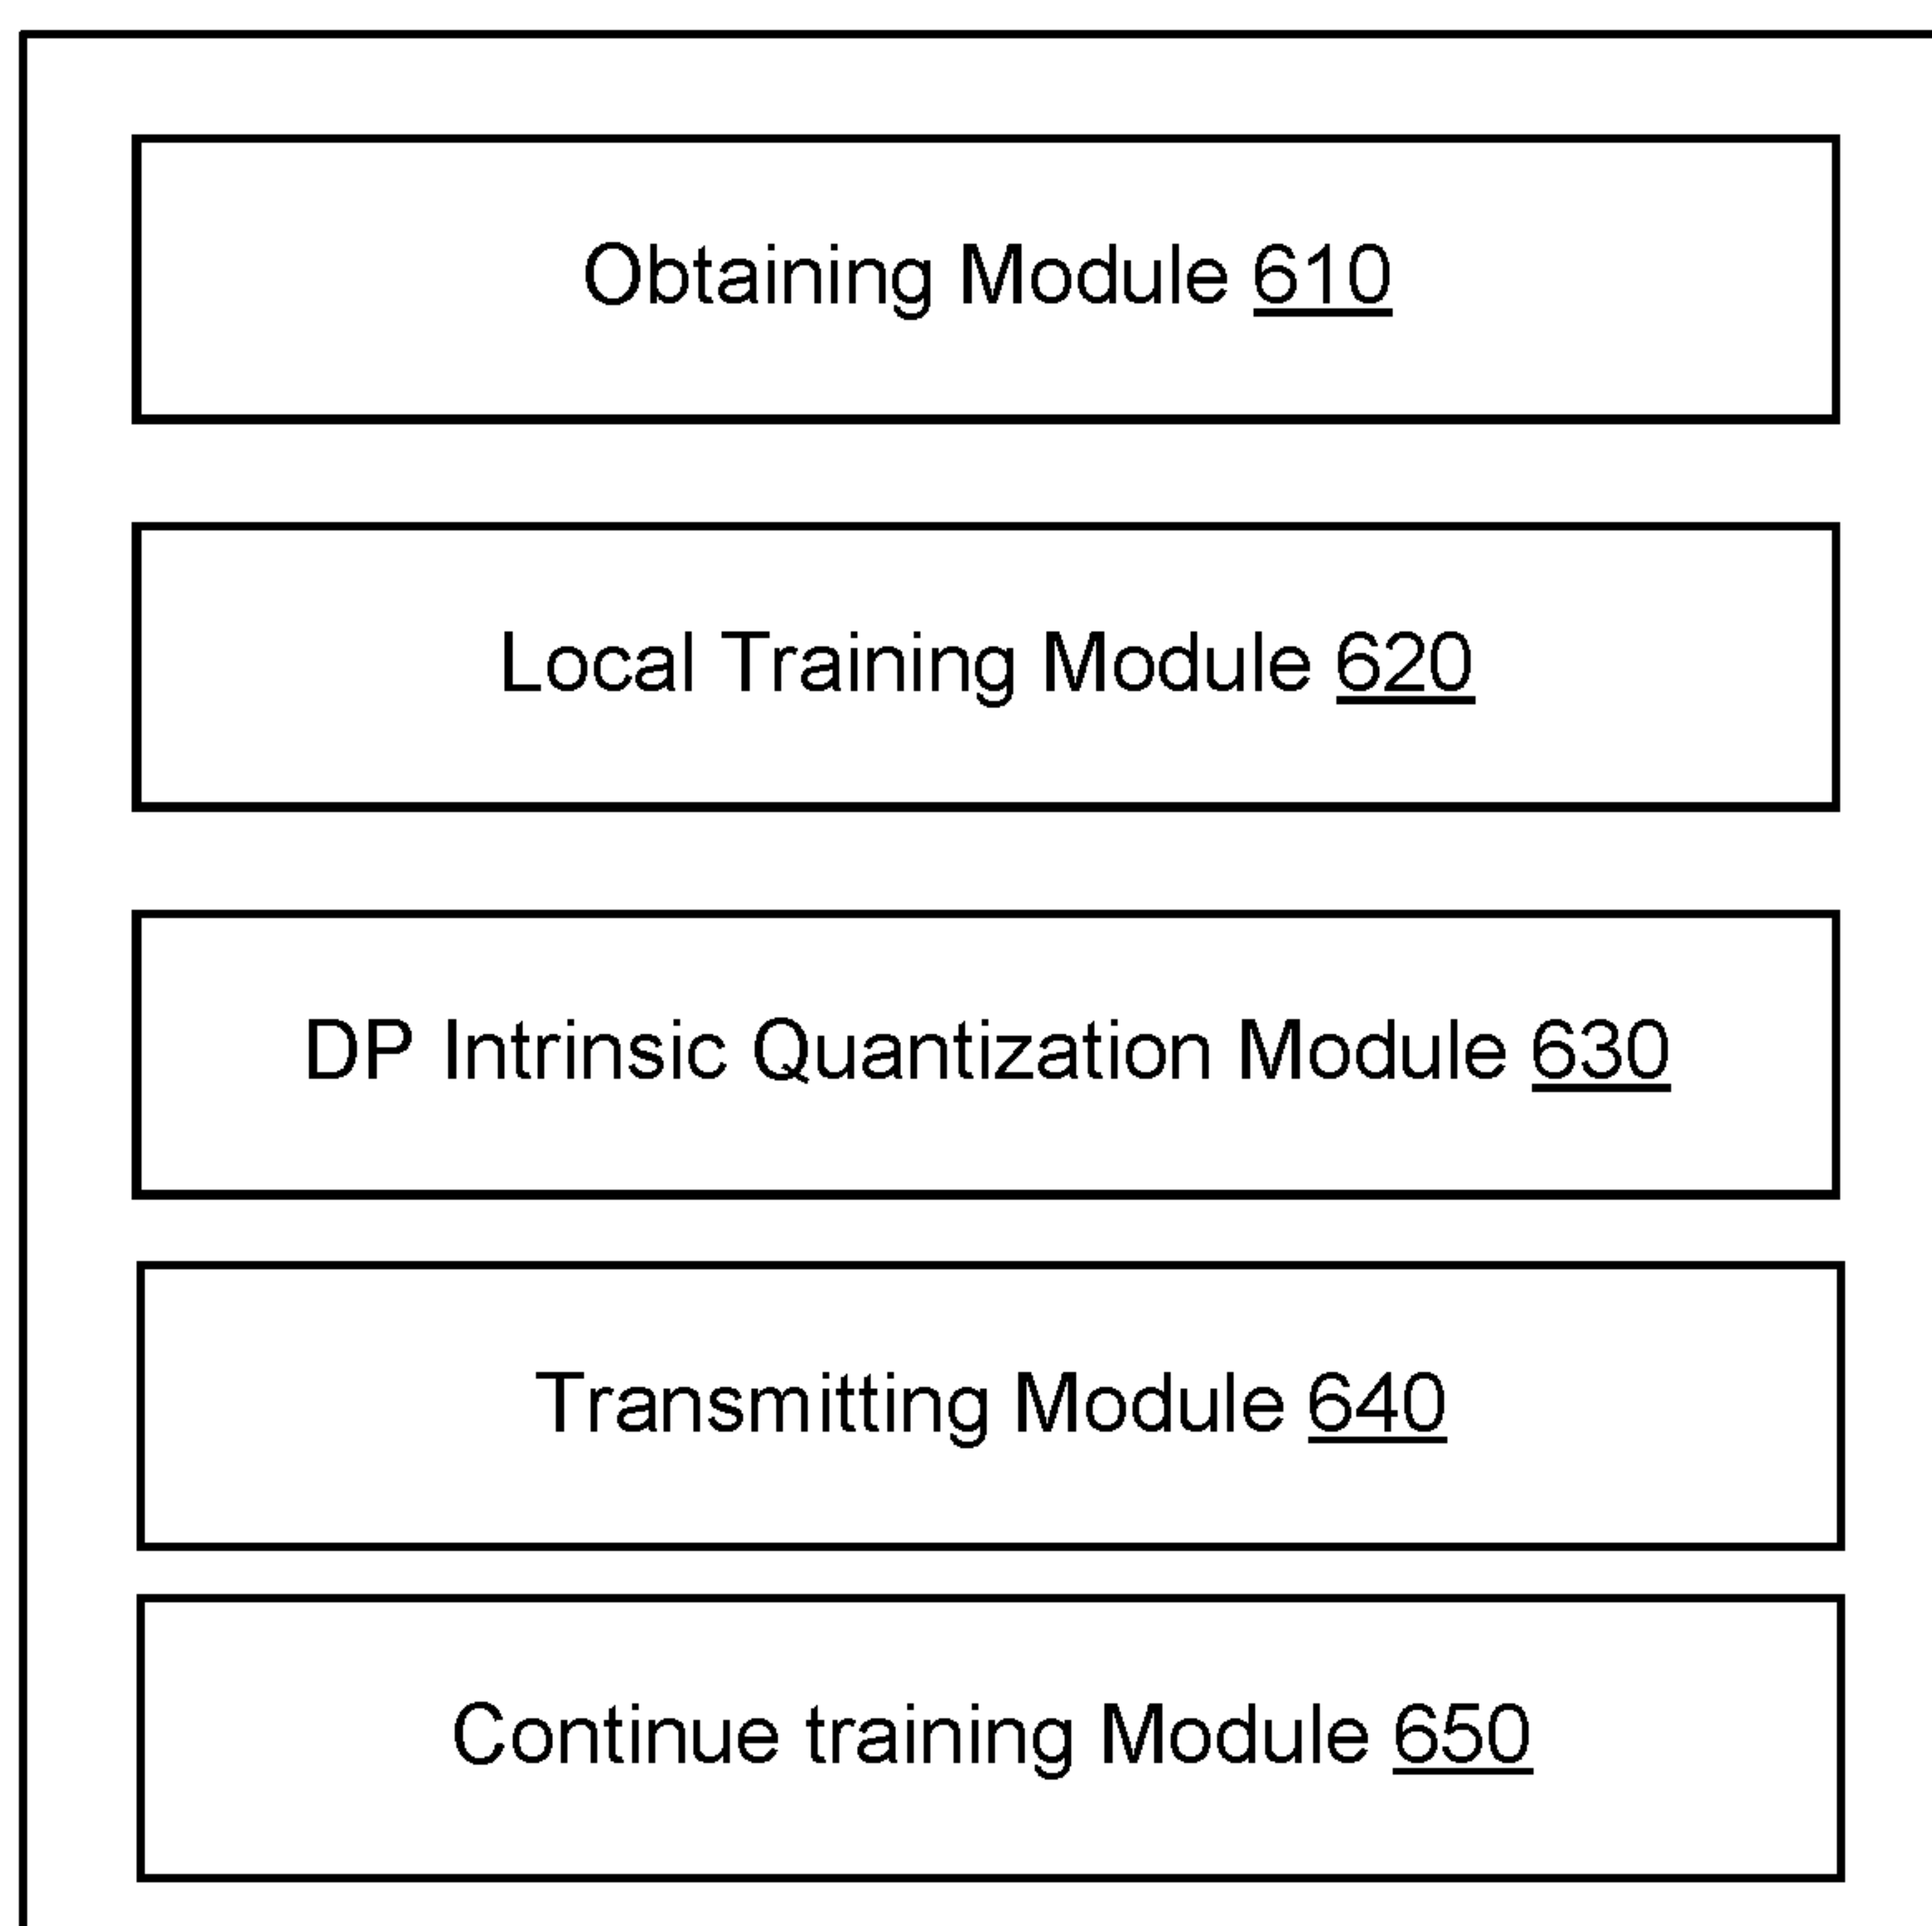 Obtaining Module 610
Local Training Module 620
DP Intrinsic Quantization Module 630
Transmitting Module 640
Continue training Module 650